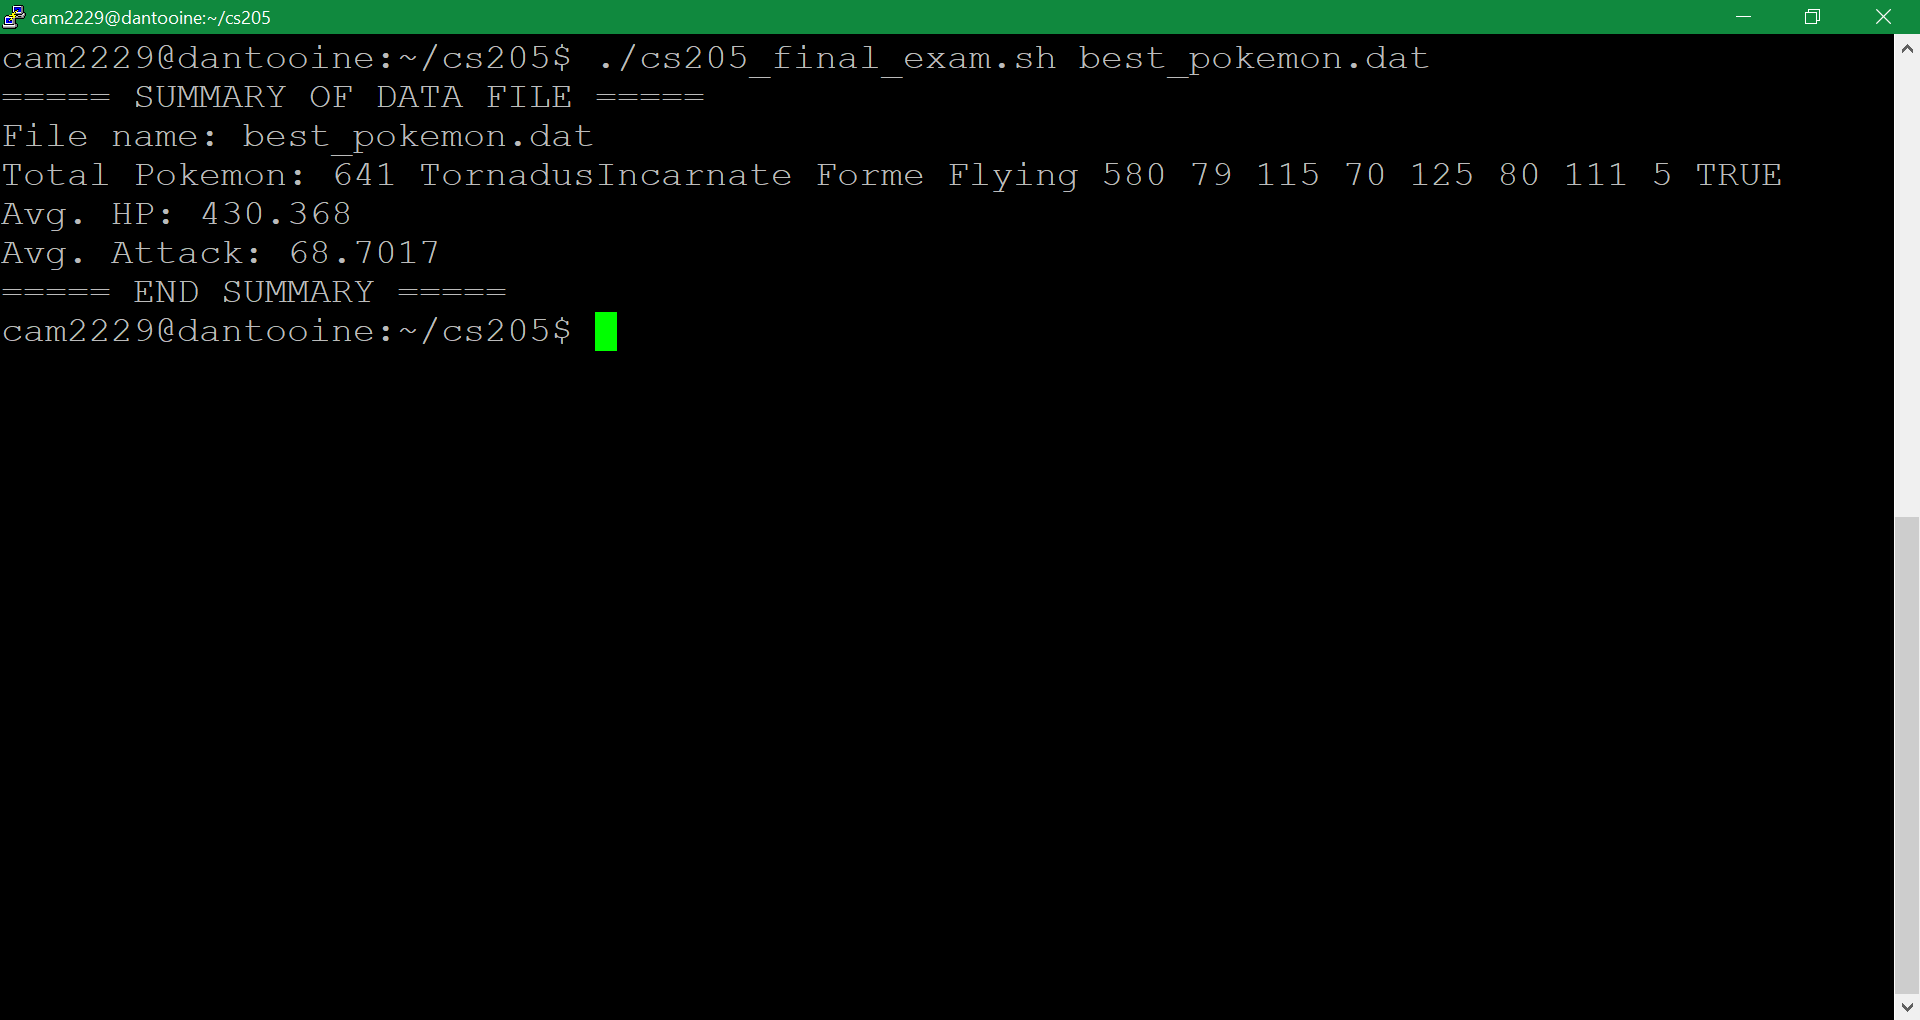 cam2229@dantooine:~/cs205
cam2229@dantooine:~/cs205$ ./cs205_final_exam.sh best_pokemon.dat
===== SUMMARY OF DATA FILE =====
File name: best_pokemon.dat
Total Pokemon: 641 TornadusIncarnate Forme Flying 580 79 115 70 125 80 111 5 TRUE
Avg. HP: 430.368
Avg. Attack: 68.7017
===== END SUMMARY =====
cam2229@dantooine:~/cs205$